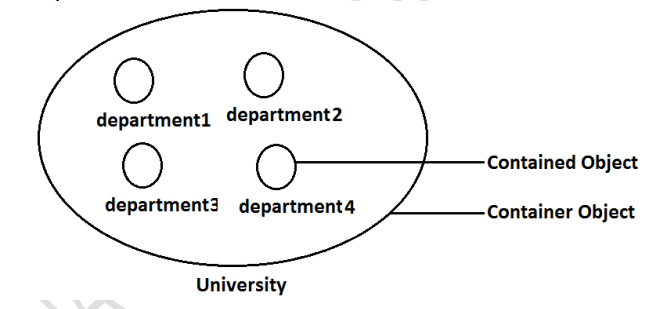 department1 department2
Contained Object
department3 department4
Container Object
University